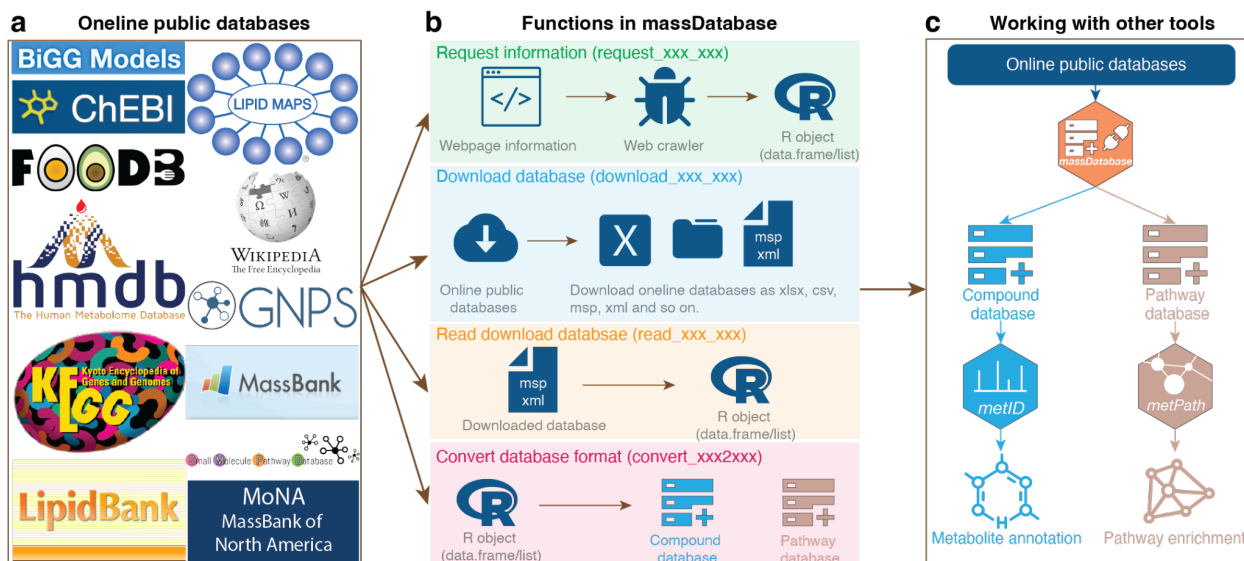 a
Oneline public databases
BiGG Models
ChEBI
LIPID MAPS
®
FOODB
WIKIPEDIA
The Free Encyclopedia
hmdb
The Human Metabolome Database
GNPS
KEGG
Kyoto Encyclopedia of
Genes and Genomes
MassBank
Small Molecule Pathway Database
LipidBank
MoNA
MassBank of
North America
b
Functions in massDatabase
Request information (request_xxx_xxx)
</>
R
Webpage information
Web crawler
R object
(data.frame/list)
Download database (download_xxx_xxx)
X
msp
xml
Online public
databases
Download oneline databases as xlsx, csv,
msp, xml and so on.
Read download databsae (read_xxx_xxx)
msp
xml
R
Downloaded database
R object
(data.frame/list)
Convert database format (convert_xxx2xxx)
R
R object
(data.frame/list)
Compound
database
Pathway
database
c
Working with other tools
Online public databases
massDatabase
Compound
database
Pathway
database
metID
metPath
N
H
Metabolite annotation
Pathway enrichment